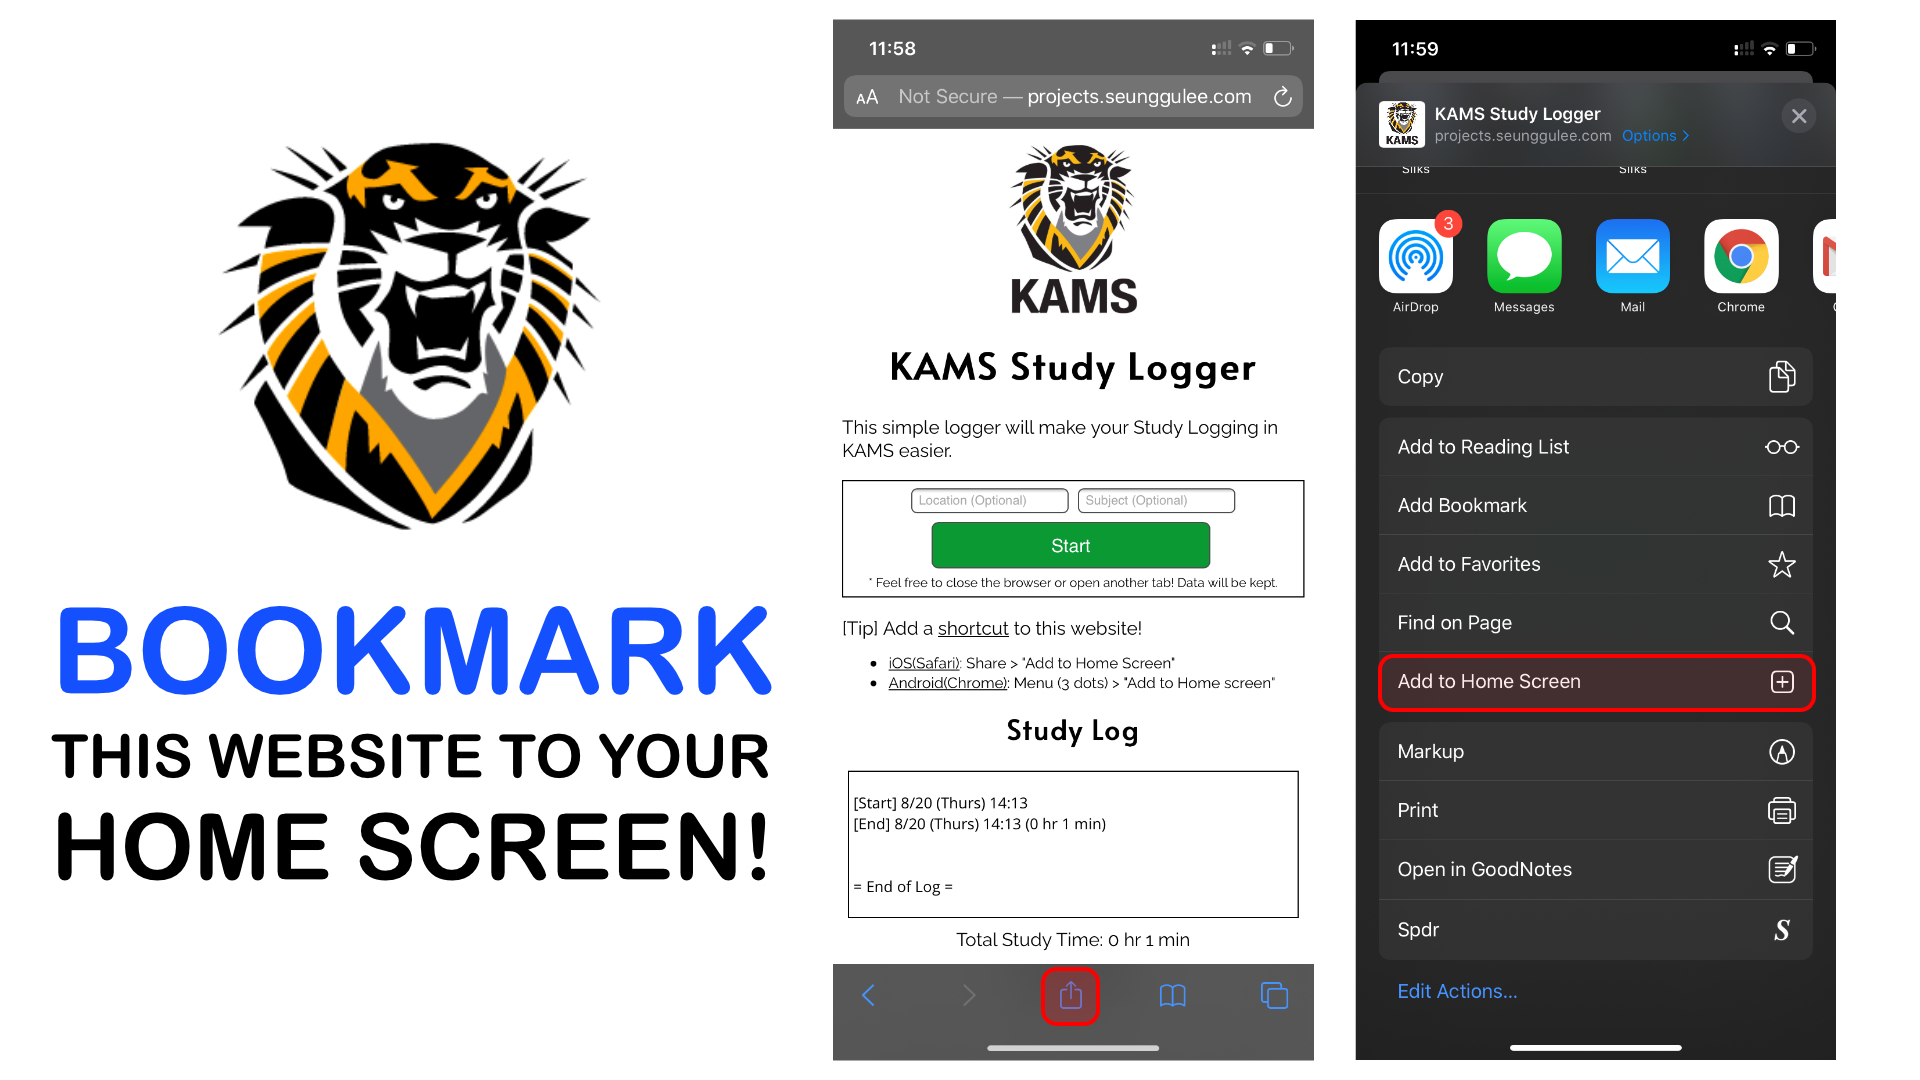 BOOKMARK
THIS WEBSITE TO YOUR
HOME SCREEN!
11:58
AA Not Secure — projects.seunggulee.com
KAMS
KAMS Study Logger
This simple logger will make your Study Logging in
KAMS easier.
Location (Optional) Subject (Optional)
Start
* Feel free to close the browser or open another tab! Data will be kept.
[Tip] Add a shortcut to this website!
• iOS(Safari): Share > "Add to Home Screen"
• Android(Chrome): Menu (3 dots) > "Add to Home screen"
Study Log
[Start] 8/20 (Thurs) 14:13
[End] 8/20 (Thurs) 14:13 (0 hr 1 min)
= End of Log =
Total Study Time: 0 hr 1 min
11:59
KAMS
KAMS Study Logger
projects.seunggulee.com Options >
Silks Silks
3
AirDrop Messages Mail Chrome
Copy
Add to Reading List
Add Bookmark
Add to Favorites
Find on Page
Add to Home Screen
Markup
Print
Open in GoodNotes
Spdr S
Edit Actions...